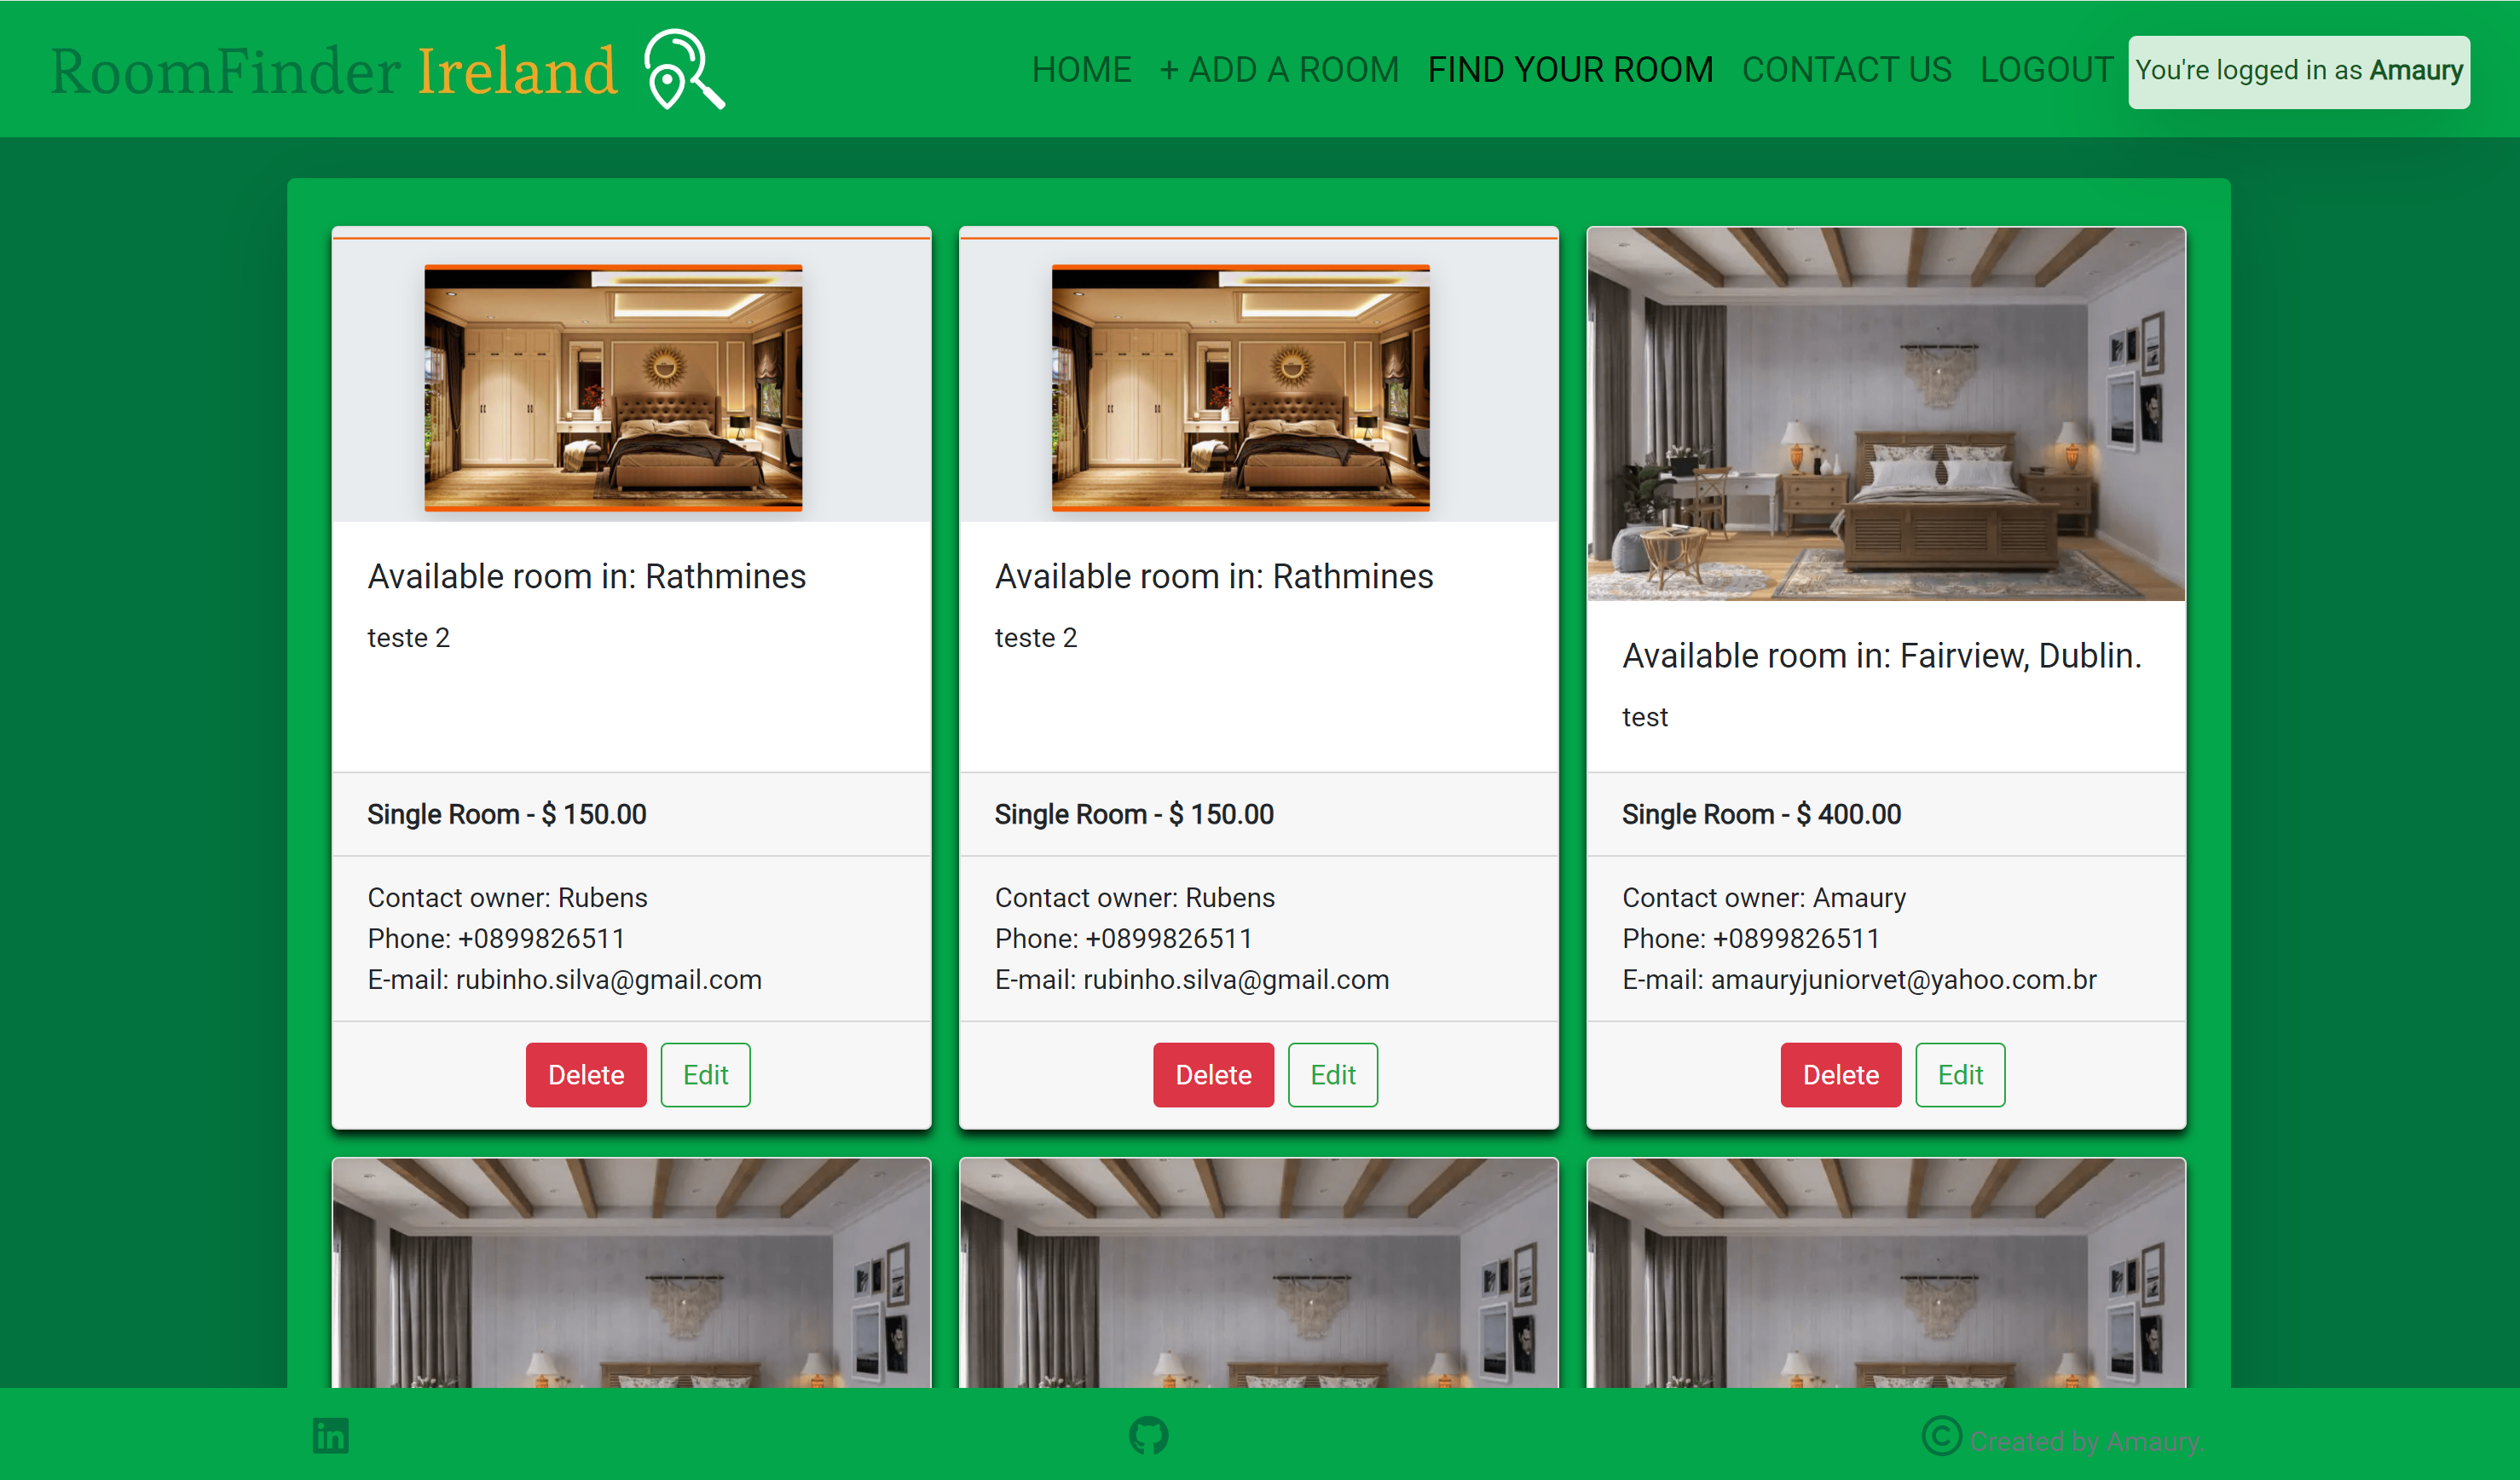 RoomFinder Ireland
HOME + ADD A ROOM FIND YOUR ROOM CONTACT US LOGOUT You're logged in as Amaury
Available room in: Rathmines
teste 2
Single Room - $ 150.00
Contact owner: Rubens
Phone: +0899826511
E-mail: rubinho.silva@gmail.com
Delete Edit
Available room in: Rathmines
teste 2
Single Room - $ 150.00
Contact owner: Rubens
Phone: +0899826511
E-mail: rubinho.silva@gmail.com
Delete Edit
Available room in: Fairview, Dublin.
test
Single Room - $ 400.00
Contact owner: Amaury
Phone: +0899826511
E-mail: amauryjuniorvet@yahoo.com.br
Delete Edit
in
© Created by Amaury.